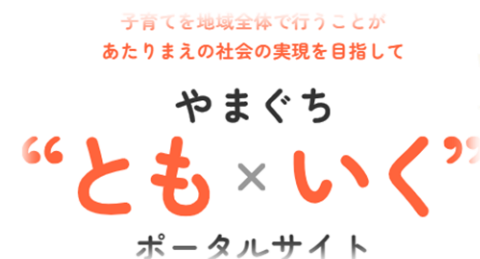 子育てを地域全体で行うことが
あたりまえの社会の実現を目指して
やまぐち
“とも×いく”
ポータルサイト